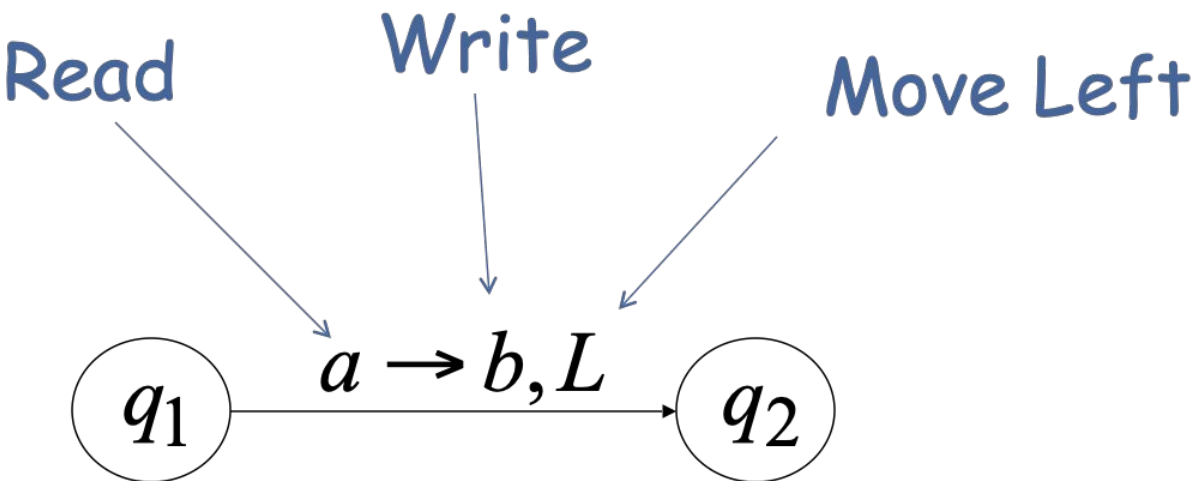 Read Write Move Left
a → b, L
q₁ q₂